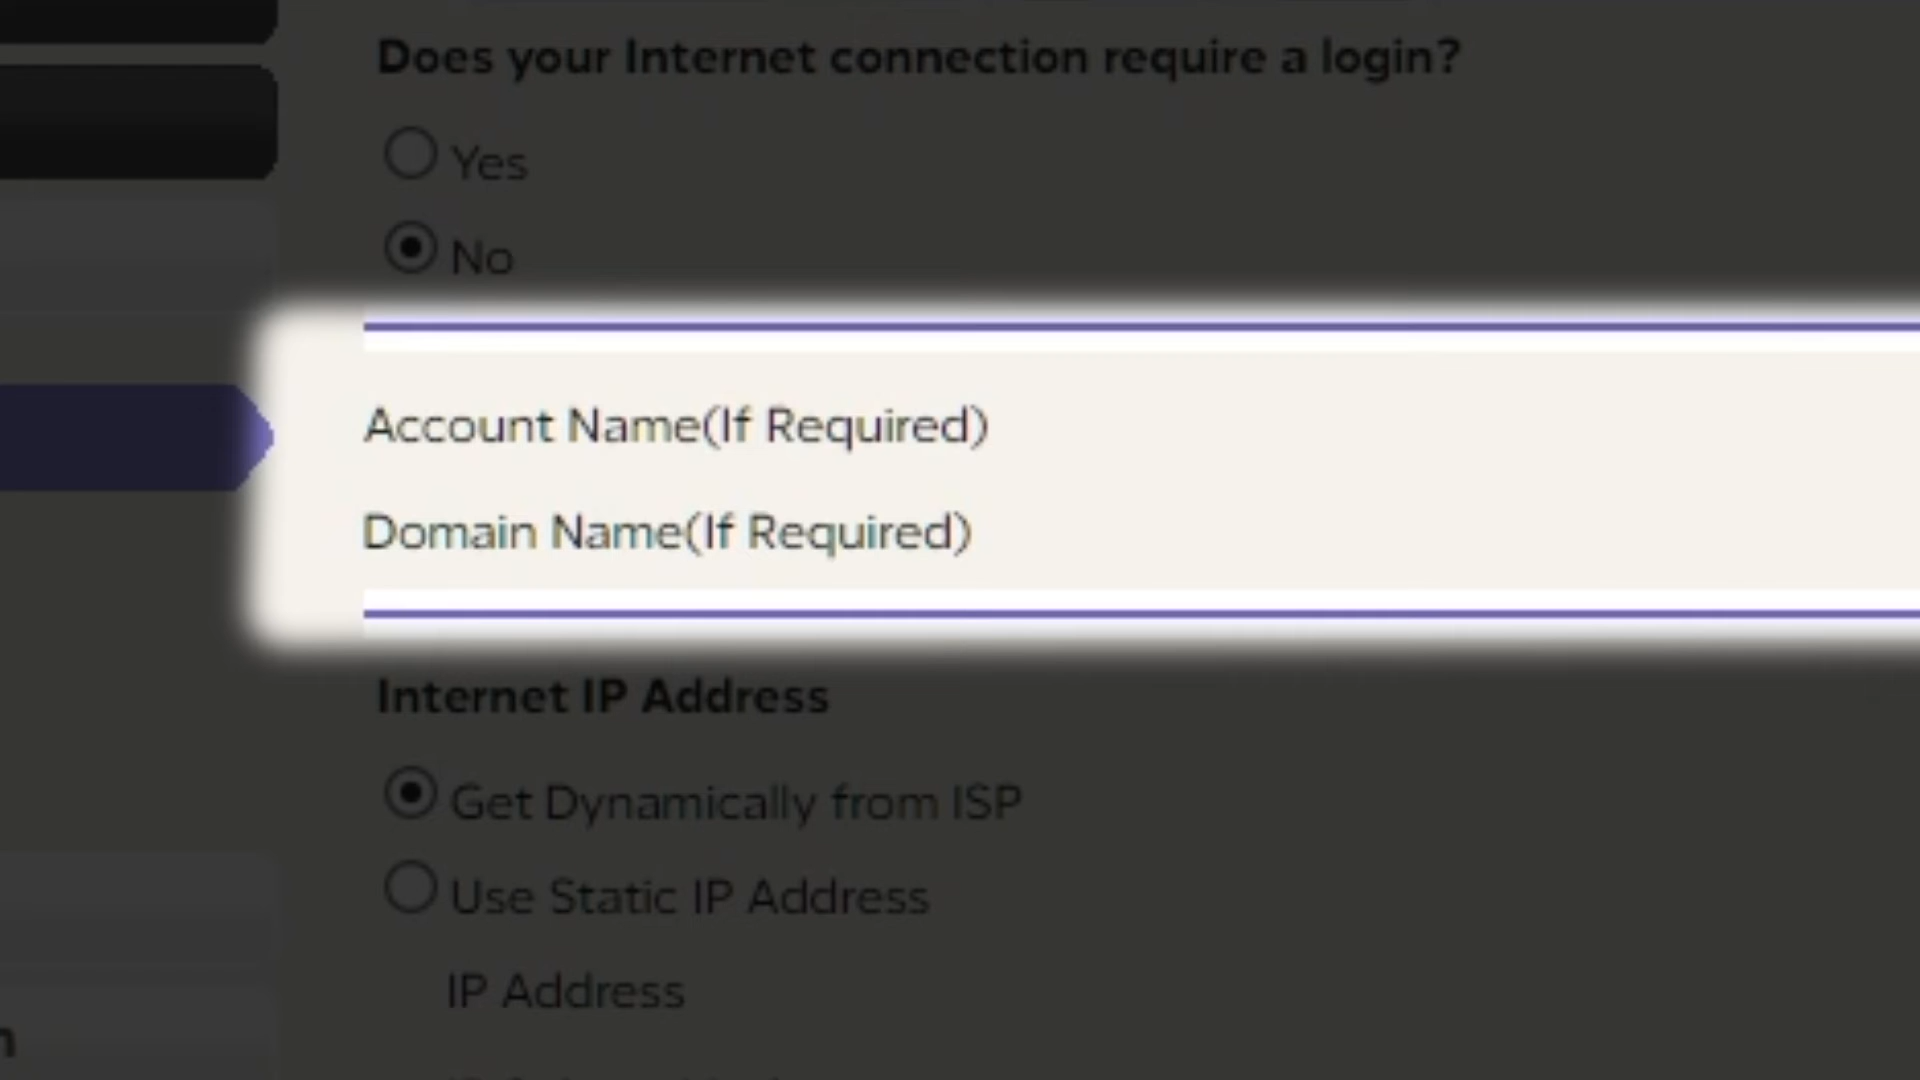 Does your Internet connection require a login?
Yes
No
Account Name(If Required)
Domain Name(If Required)
Internet IP Address
Get Dynamically from ISP
Use Static IP Address
IP Address